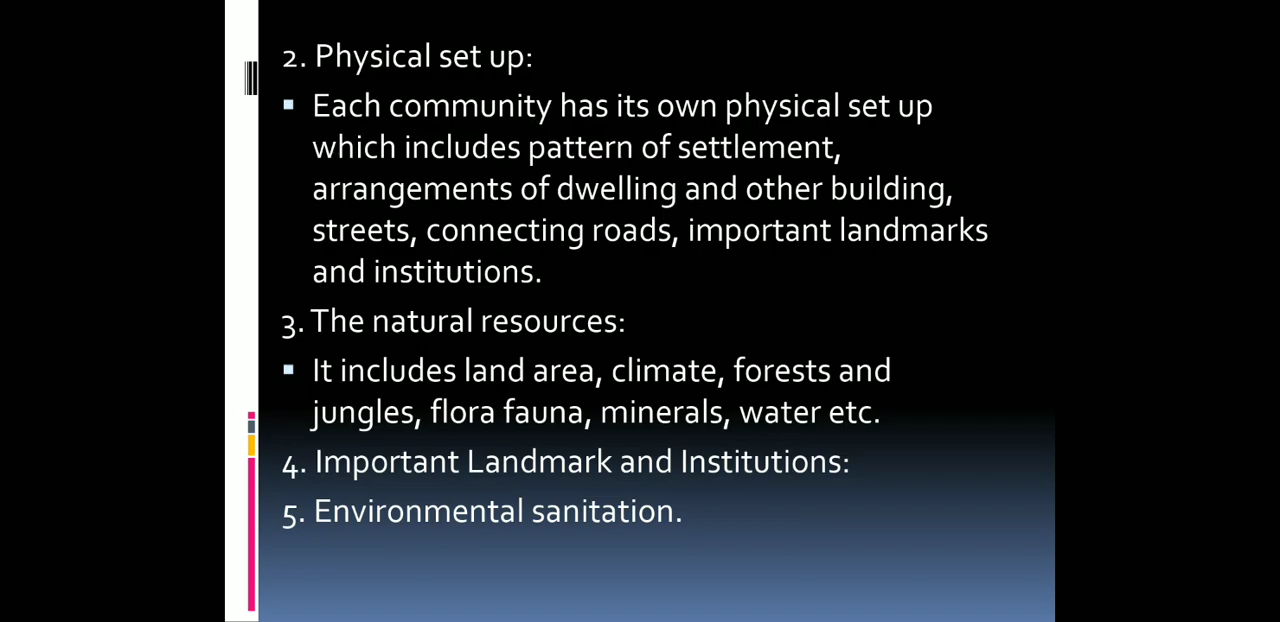 2. Physical set up:
▪ Each community has its own physical set up
which includes pattern of settlement,
arrangements of dwelling and other building,
streets, connecting roads, important landmarks
and institutions.
3. The natural resources:
▪ It includes land area, climate, forests and
jungles, flora fauna, minerals, water etc.
4. Important Landmark and Institutions:
5. Environmental sanitation.